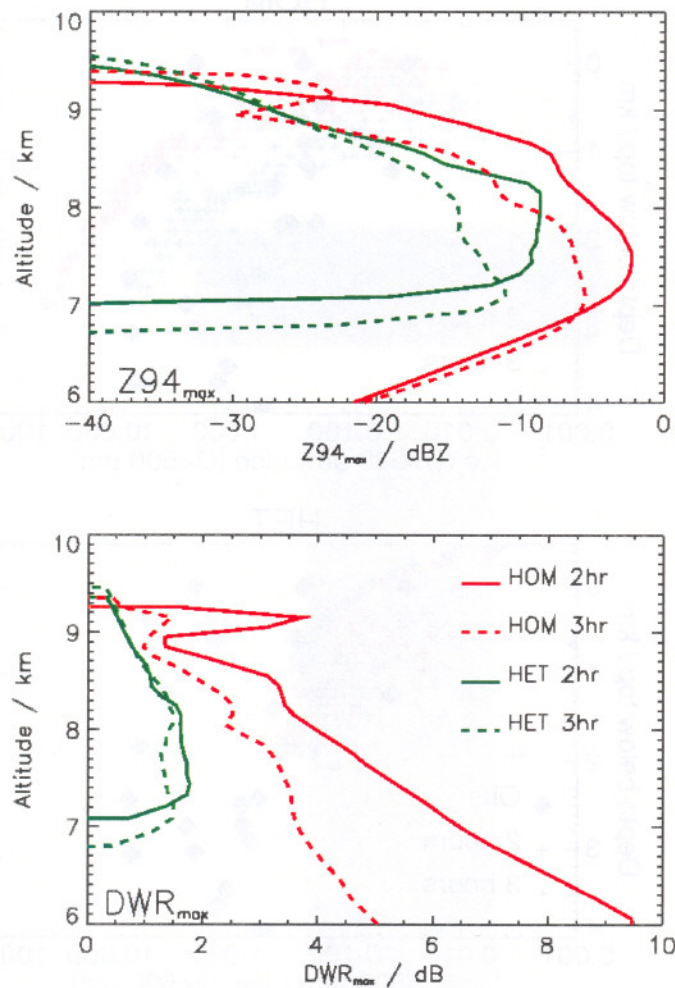 10
9
8
7
6
Altitude / km
Z94max
-40 -30 -20 -10 0
Z94max / dBZ
10
9
8
7
6
Altitude / km
HOM 2hr
HOM 3hr
HET 2hr
HET 3hr
DWRmax
0 2 4 6 8 10
DWRmax / dB